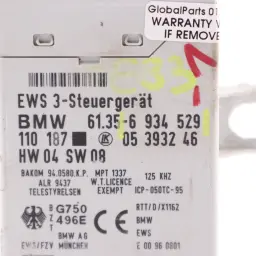 GlobalParts 01
WARRANTY
IF REMOVE
EWS 3-Steuergerät
BMW 61.35-6 934 529
110 187 05 3932 46
HW 04 SW 08
BAKOM 94.0580.K.P. MPT 1337 125 KHZ
ALR 9437 W.T.LICENCE
TELESTYRELSEN EXEMPT ICP-050TC-95
G750 RTT/D/X1162
496E BMW
BMW AG EWS
EWS/FZV MÜNCHEN E 00 96 0801